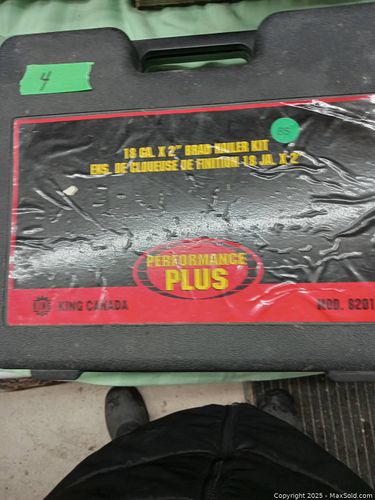 4
85
18 GA. X 2" BRAD NAILER KIT
ENS. DE CLOUEUSE DE FINITION 18 JA. X 2"
PERFORMANCE
PLUS
KING CANADA
MOD. 8201
Copyright 2025 - MaxSold.com